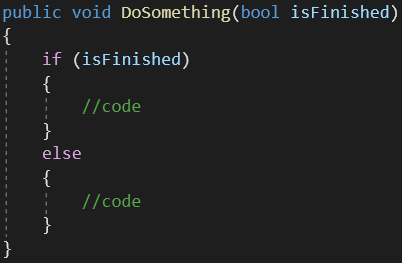 public void DoSomething(bool isFinished)
{
    if (isFinished)
    {
        //code
    }
    else
    {
        //code
    }
}